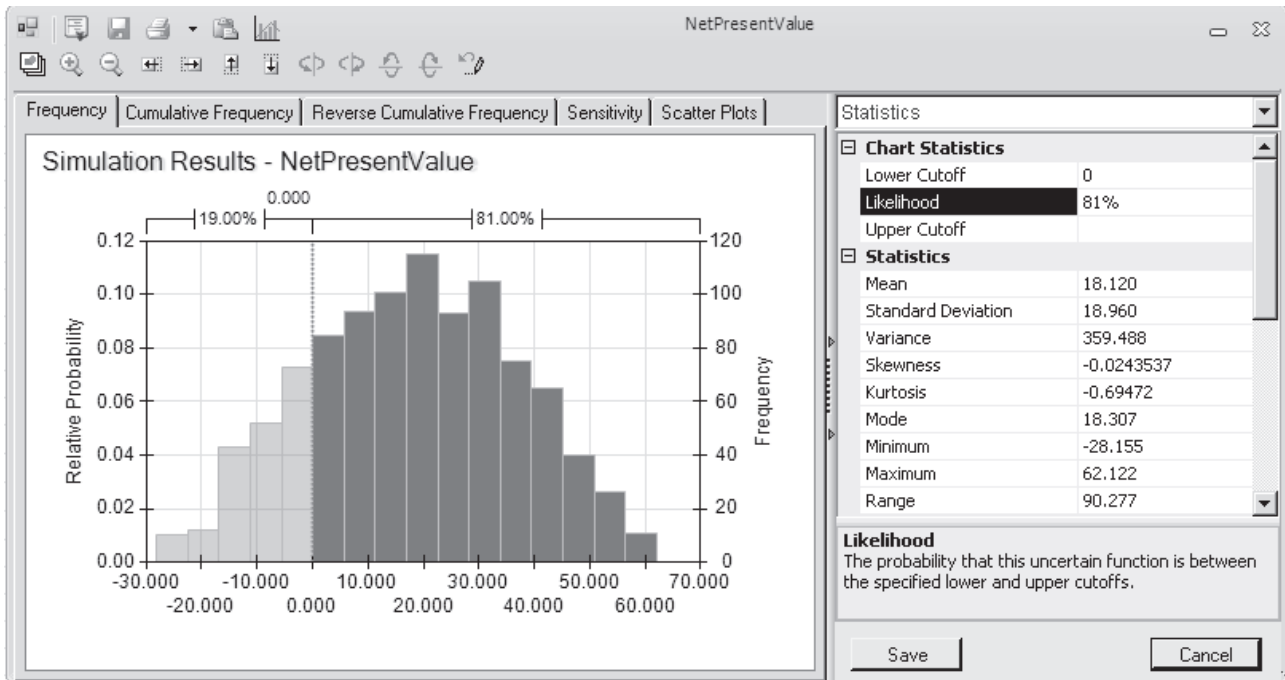 NetPresentValue
Frequency
Cumulative Frequency
Reverse Cumulative Frequency
Sensitivity
Scatter Plots
Simulation Results - NetPresentValue
0.000
19.00%
81.00%
Relative Probability
0.12
0.10
0.08
0.06
0.04
0.02
0.00
120
100
80
60
40
20
0
Frequency
-30.000 -10.000 10.000 30.000 50.000 70.000
-20.000 0.000 20.000 40.000 60.000
Statistics
Chart Statistics
Lower Cutoff 0
Likelihood 81%
Upper Cutoff
Statistics
Mean 18.120
Standard Deviation 18.960
Variance 359.488
Skewness -0.0243537
Kurtosis -0.69472
Mode 18.307
Minimum -28.155
Maximum 62.122
Range 90.277
Likelihood
The probability that this uncertain function is between
the specified lower and upper cutoffs.
Save
Cancel